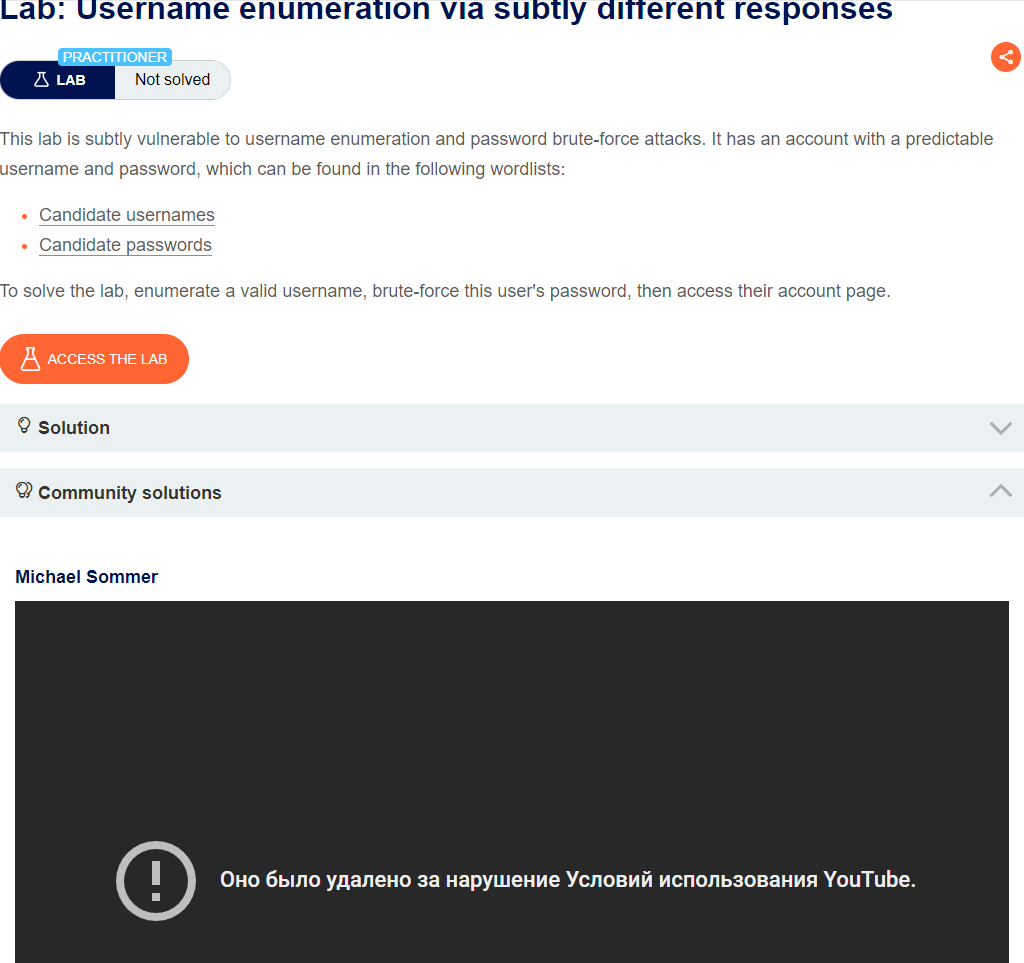 Lab: Username enumeration via subtly different responses
PRACTITIONER
LAB
Not solved
This lab is subtly vulnerable to username enumeration and password brute-force attacks. It has an account with a predictable
username and password, which can be found in the following wordlists:
Candidate usernames
Candidate passwords
To solve the lab, enumerate a valid username, brute-force this user's password, then access their account page.
ACCESS THE LAB
Solution
Community solutions
Michael Sommer
Оно было удалено за нарушение Условий использования YouTube.